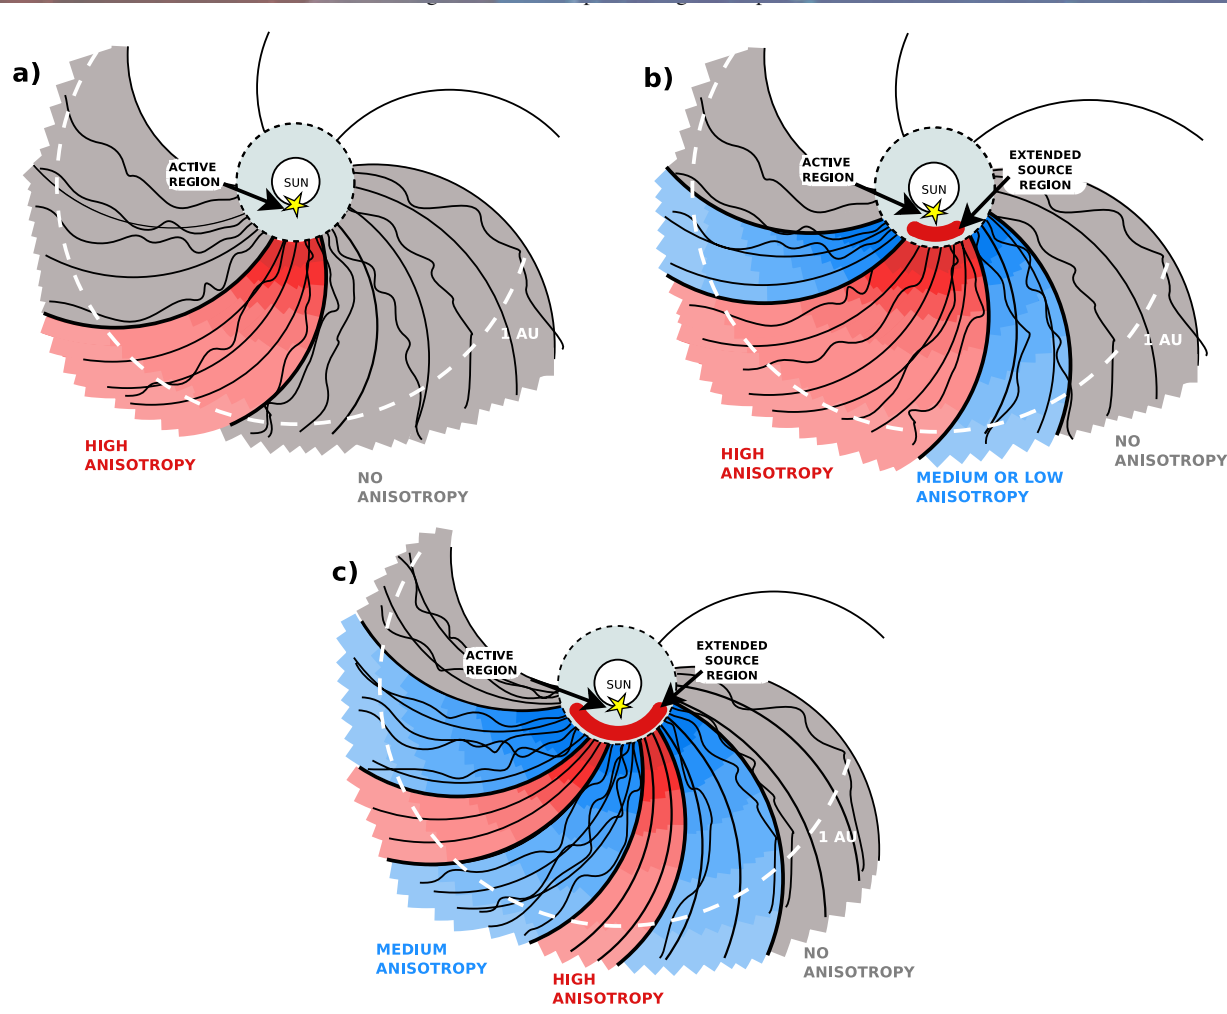 a)
ACTIVE
REGION
SUN
1 AU
HIGH
ANISOTROPY
NO
ANISOTROPY
b)
ACTIVE
REGION
SUN
EXTENDED
SOURCE
REGION
1 AU
HIGH
ANISOTROPY
MEDIUM OR LOW
ANISOTROPY
NO
ANISOTROPY
c)
ACTIVE
REGION
SUN
EXTENDED
SOURCE
REGION
1 AU
MEDIUM
ANISOTROPY
HIGH
ANISOTROPY
NO
ANISOTROPY